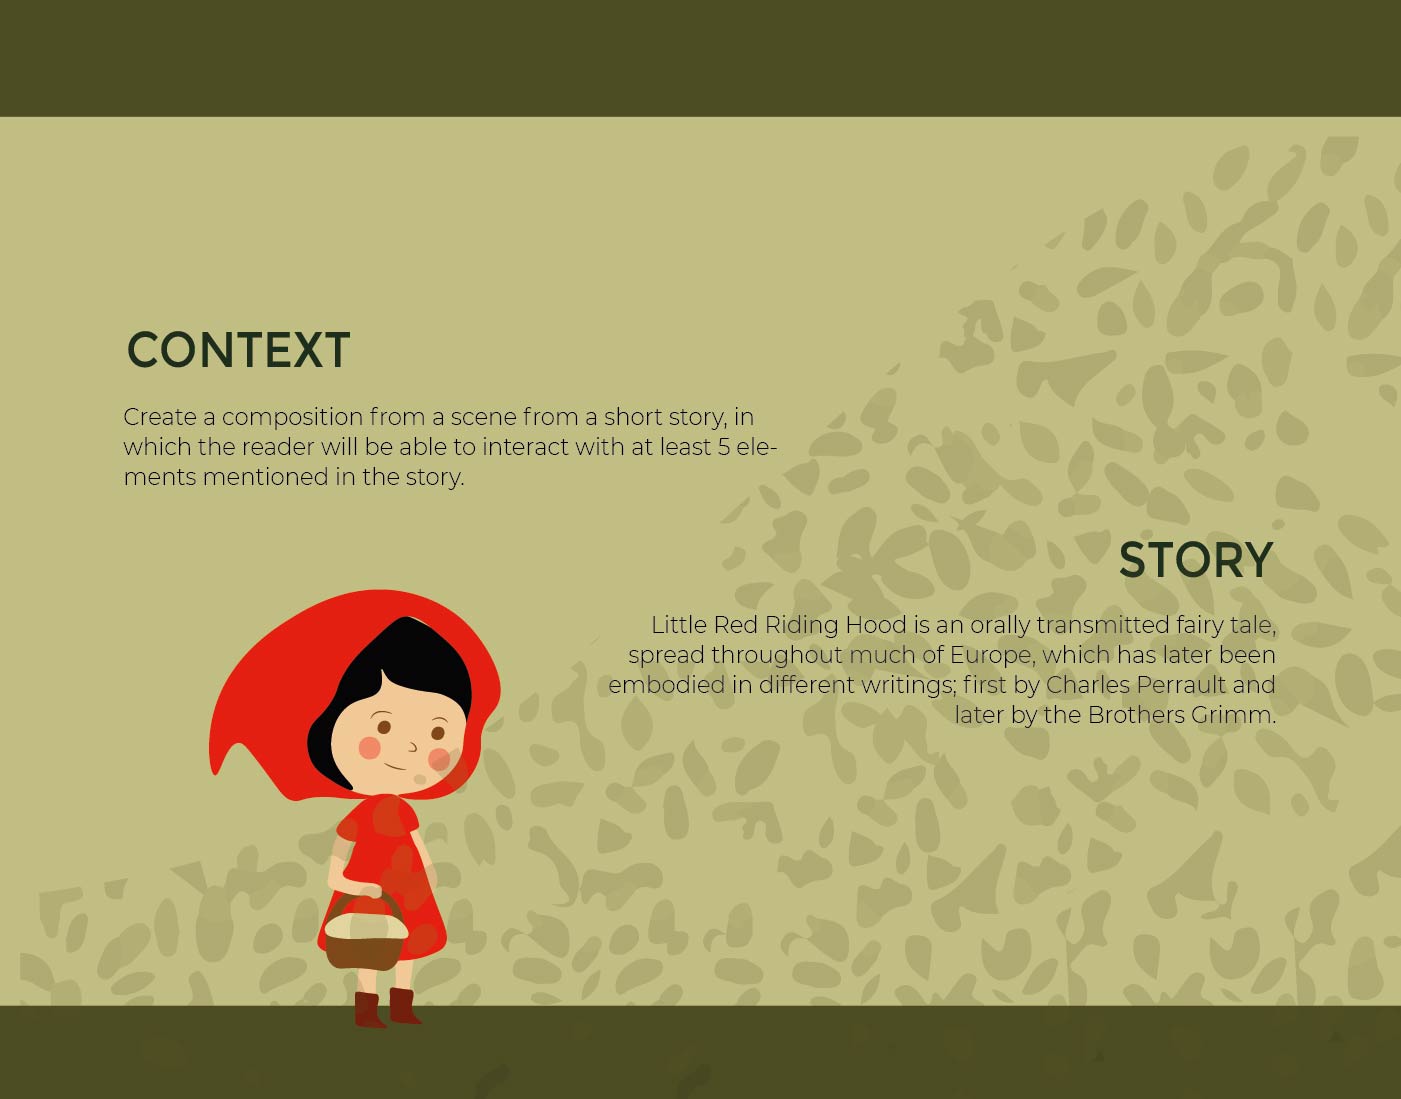 CONTEXT
Create a composition from a scene from a short story, in
which the reader will be able to interact with at least 5 ele-
ments mentioned in the story.
STORY
Little Red Riding Hood is an orally transmitted fairy tale,
spread throughout much of Europe, which has later been
embodied in different writings; first by Charles Perrault and
later by the Brothers Grimm.